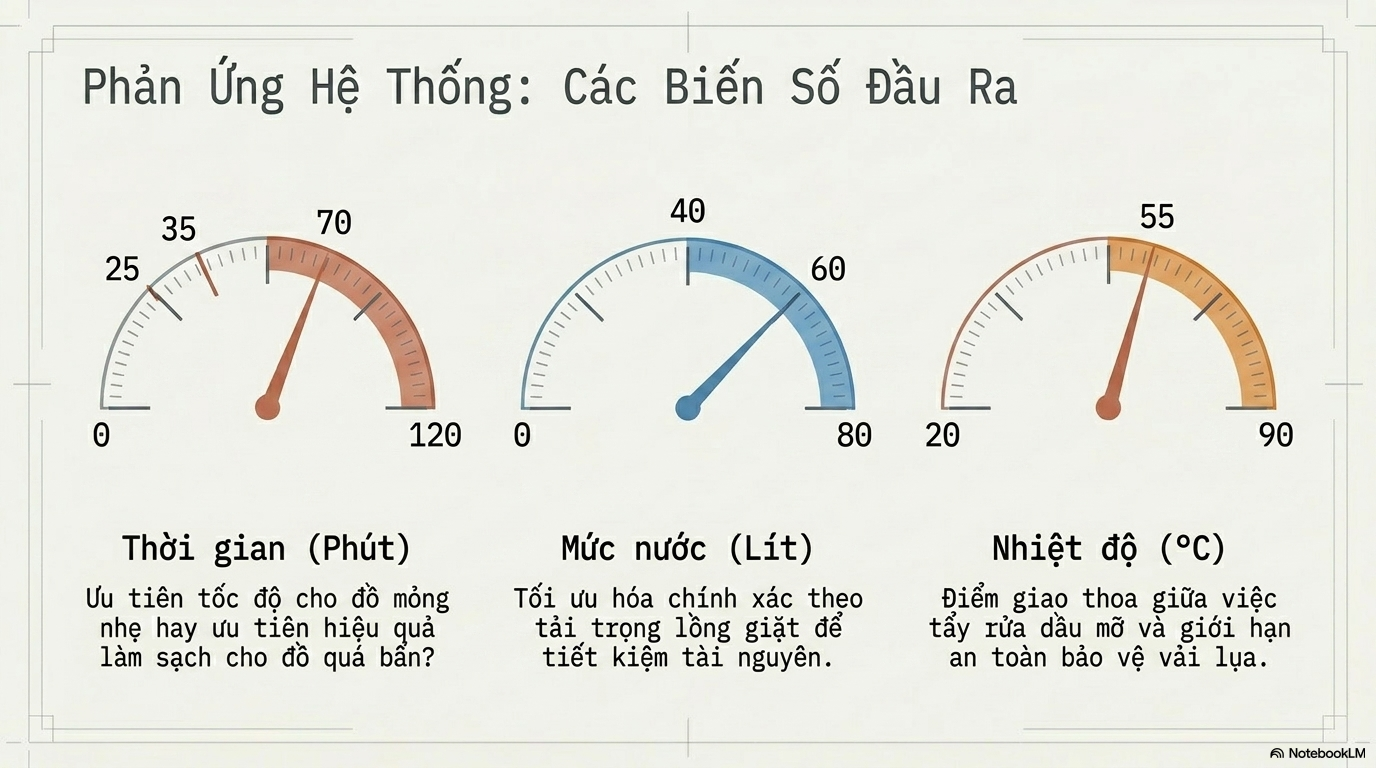 Phản Ứng Hệ Thống: Các Biến Số Đầu Ra
25
35
70
0
120
40
60
0
80
55
20
90
Thời gian (Phút)
Ưu tiên tốc độ cho đồ mỏng
nhẹ hay ưu tiên hiệu quả
làm sạch cho đồ quá bẩn?
Mức nước (Lít)
Tối ưu hóa chính xác theo
tải trọng lồng giặt để
tiết kiệm tài nguyên.
Nhiệt độ (°C)
Điểm giao thoa giữa việc
tẩy rửa dầu mỡ và giới hạn
an toàn bảo vệ vải lụa.
NotebookLM